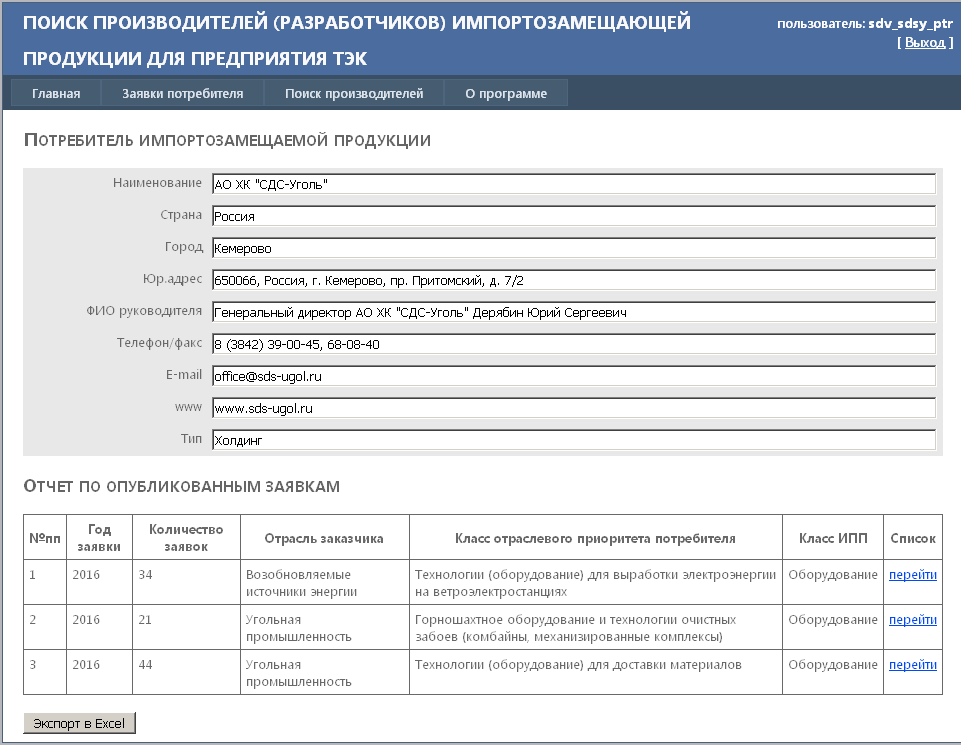 ПОИСК ПРОИЗВОДИТЕЛЕЙ (РАЗРАБОТЧИКОВ) ИМПОРТОЗАМЕЩАЮЩЕЙ
ПРОДУКЦИИ ДЛЯ ПРЕДПРИЯТИЯ ТЭК
пользователь: sdv_sdsy_ptr
[ Выход ]
Главная Заявки потребителя Поиск производителей О программе
Потребитель импортозамещаемой продукции
Наименование АО ХК "СДС-Уголь"
Страна Россия
Город Кемерово
Юр.адрес 650066, Россия, г. Кемерово, пр. Притомский, д. 7/2
ФИО руководителя Генеральный директор АО ХК "СДС-Уголь" Дерябин Юрий Сергеевич
Телефон/факс 8 (3842) 39-00-45, 68-08-40
E-mail office@sds-ugol.ru
www www.sds-ugol.ru
Тип Холдинг
Отчет по опубликованным заявкам
№пп Год заявки Количество заявок Отрасль заказчика Класс отраслевого приоритета потребителя Класс ИПП Список
1 2016 34 Возобновляемые источники энергии Технологии (оборудование) для выработки электроэнергии на ветроэлектростанциях Оборудование перейти
2 2016 21 Угольная промышленность Горношахтное оборудование и технологии очистных забоев (комбайны, механизированные комплексы) Оборудование перейти
3 2016 44 Угольная промышленность Технологии (оборудование) для доставки материалов Оборудование перейти
Экспорт в Excel